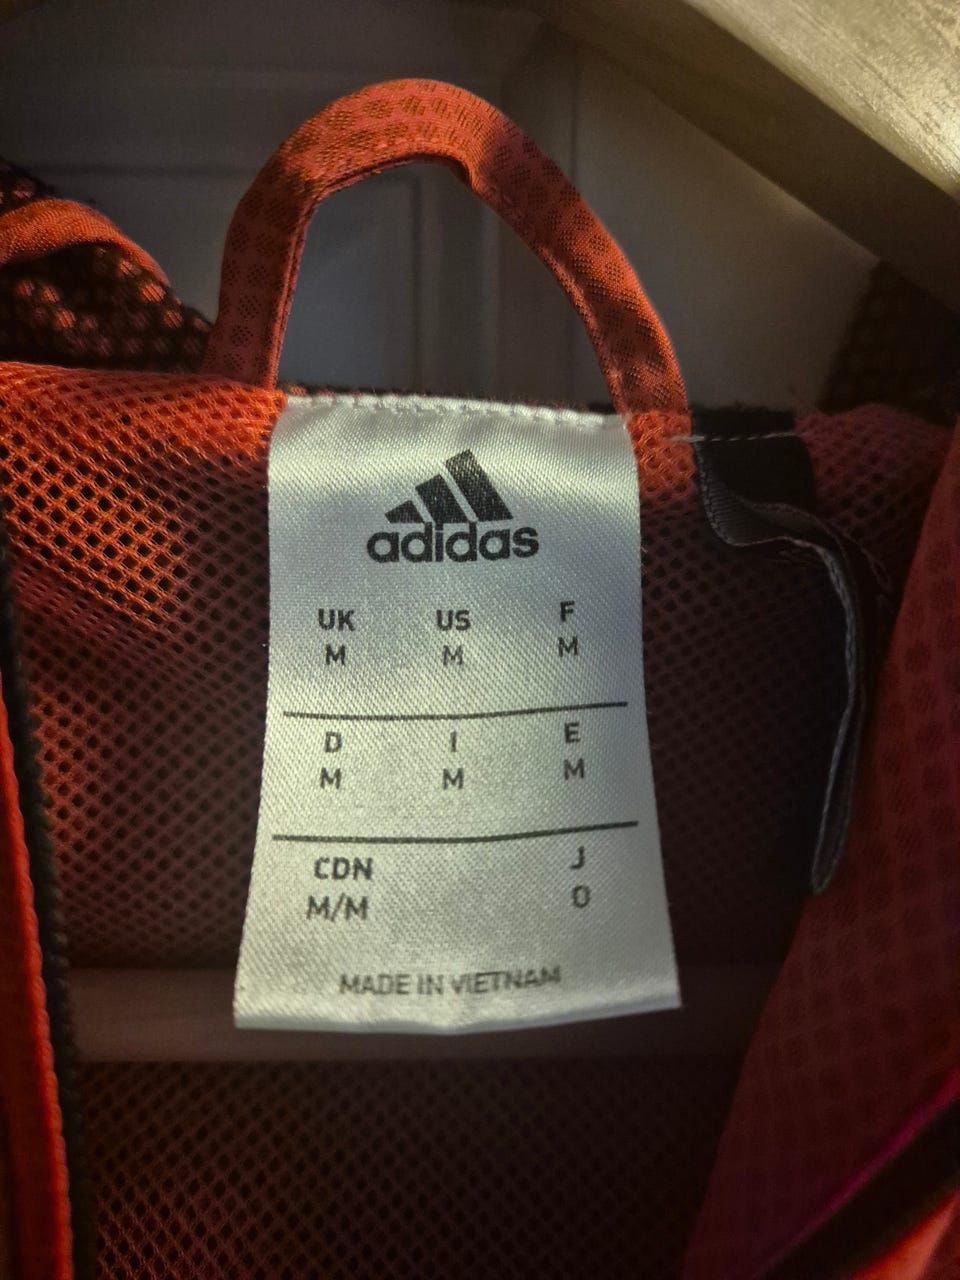 adidas
UK US F
M M M
D I E
M M M
CDN J
M/M O
MADE IN VIETNAM